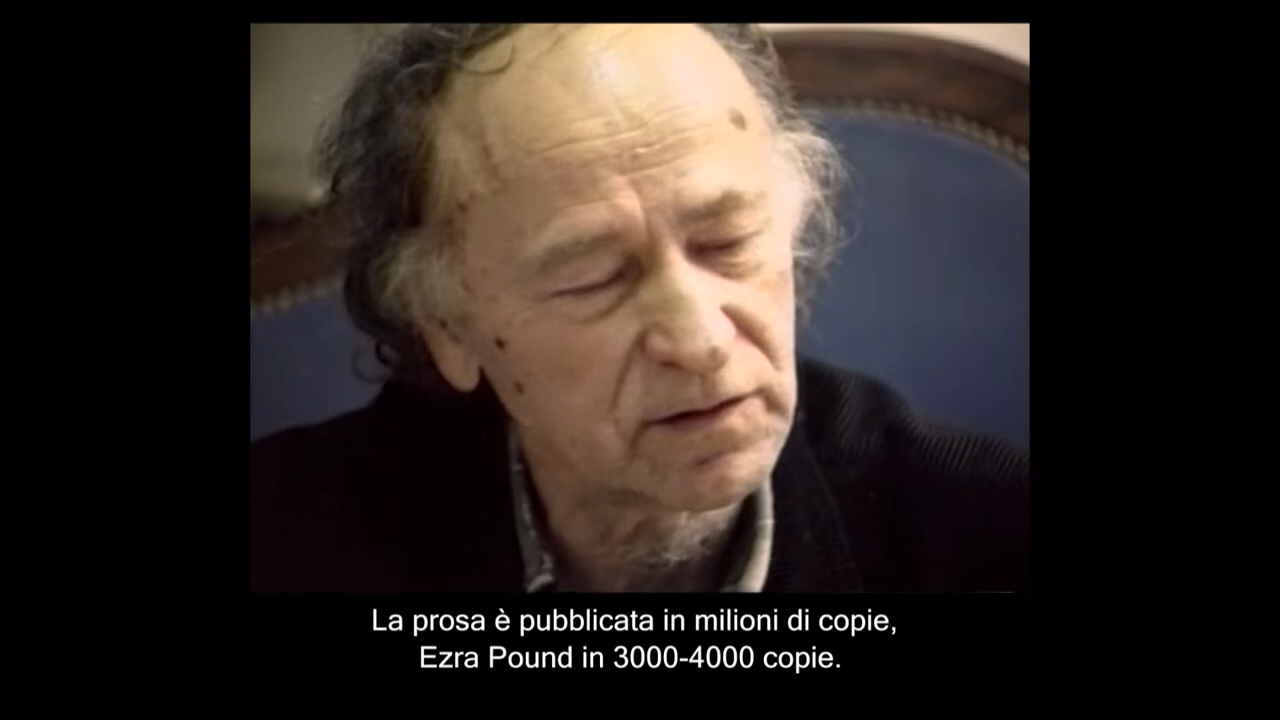 La prosa è pubblicata in milioni di copie,
Ezra Pound in 3000-4000 copie.